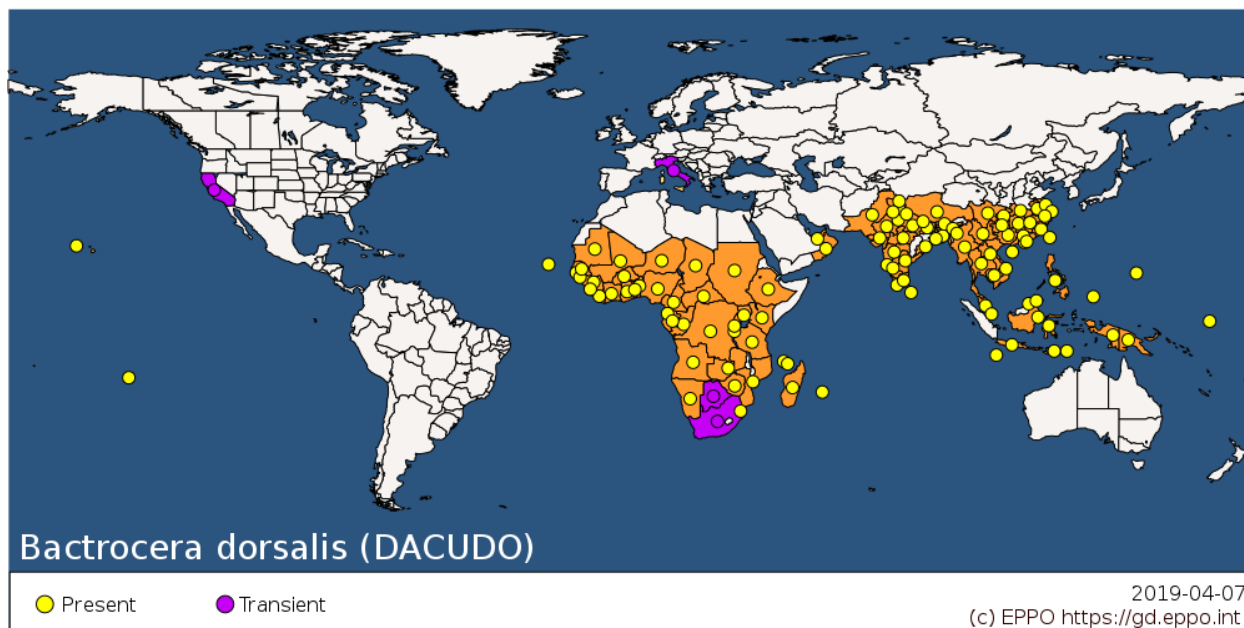 Bactrocera dorsalis (DACUDO)
Present
Transient
2019-04-07
(c) EPPO https://gd.eppo.int